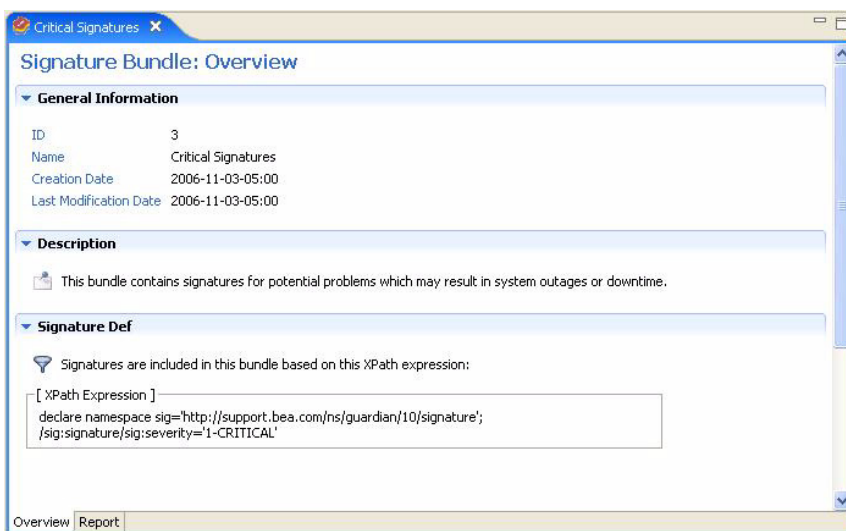 Critical Signatures
Signature Bundle: Overview
General Information
ID 3
Name Critical Signatures
Creation Date 2006-11-03-05:00
Last Modification Date 2006-11-03-05:00
Description
This bundle contains signatures for potential problems which may result in system outages or downtime.
Signature Def
Signatures are included in this bundle based on this XPath expression:
[ XPath Expression ]
declare namespace sig='http://support.bea.com/ns/guardian/10/signature';
/sig:signature/sig:severity='1-CRITICAL'
Overview Report